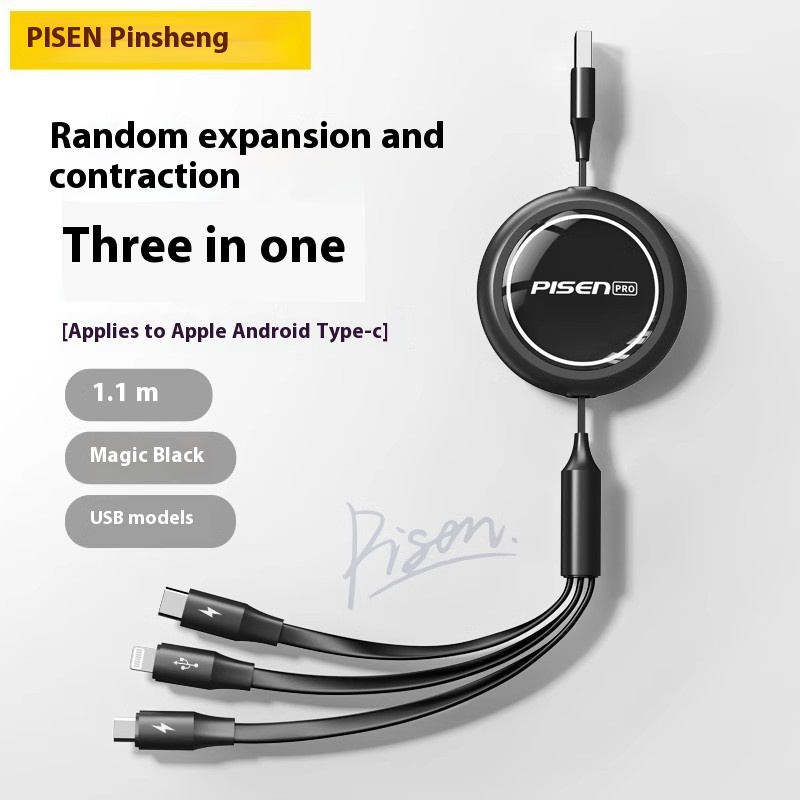 PISEN Pinsheng
Random expansion and
contraction
Three in one
[Applies to Apple Android Type-c]
1.1 m
Magic Black
USB models
PISEN PRO
Pisen.